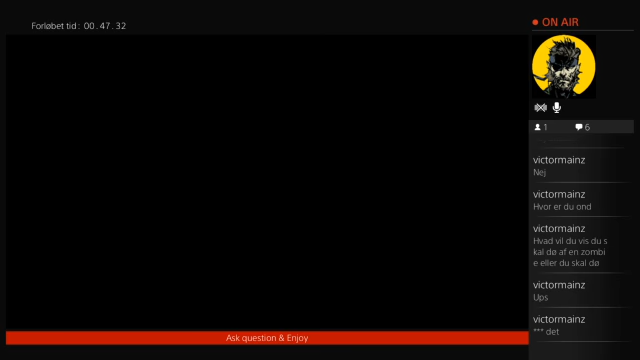 Forløbet tid: 00.47.32
ON AIR
1
6
victormainz
Nej
victormainz
Hvor er du ond
victormainz
Hvad vil du vis du s
kal dø af en zombi
e eller du skal dø
victormainz
Ups
victormainz
*** det
Ask question & Enjoy